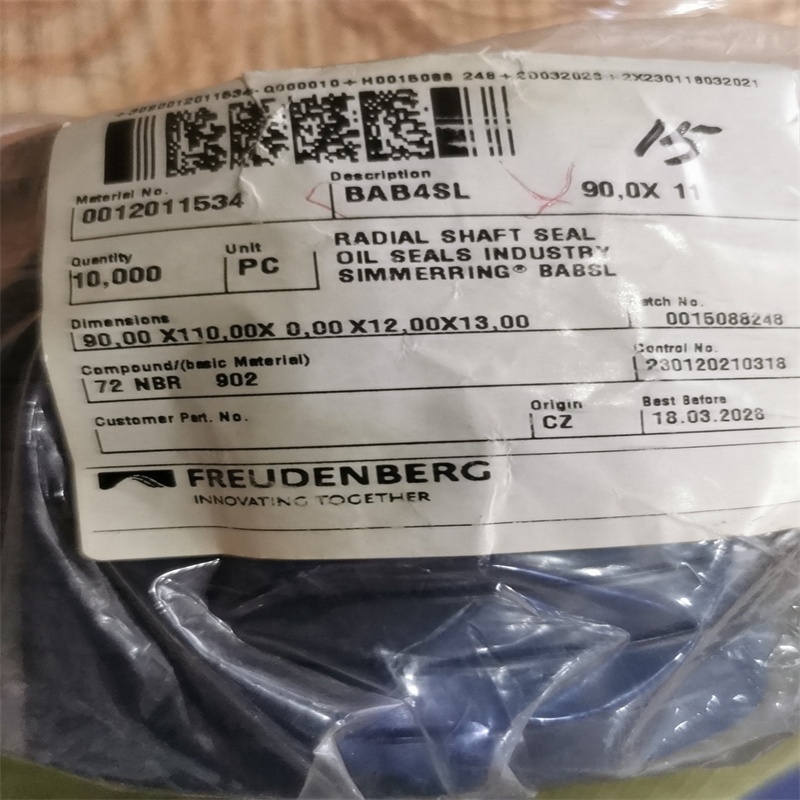 Material No.
0012011534
Description
BAB4SL
90,0X 11
15
Quantity
10,000
Unit
PC
RADIAL SHAFT SEAL
OIL SEALS INDUSTRY
SIMMERRING® BABSL
Dimensions
90,00 X110,00X 0,00 X12,00X13,00
atch No.
0015088248
Compound/(basic Material)
72 NBR 902
Control No.
230120210318
Customer Part. No.
Origin
CZ
Best Before
18.03.2028
FREUDENBERG
INNOVATING TOGETHER